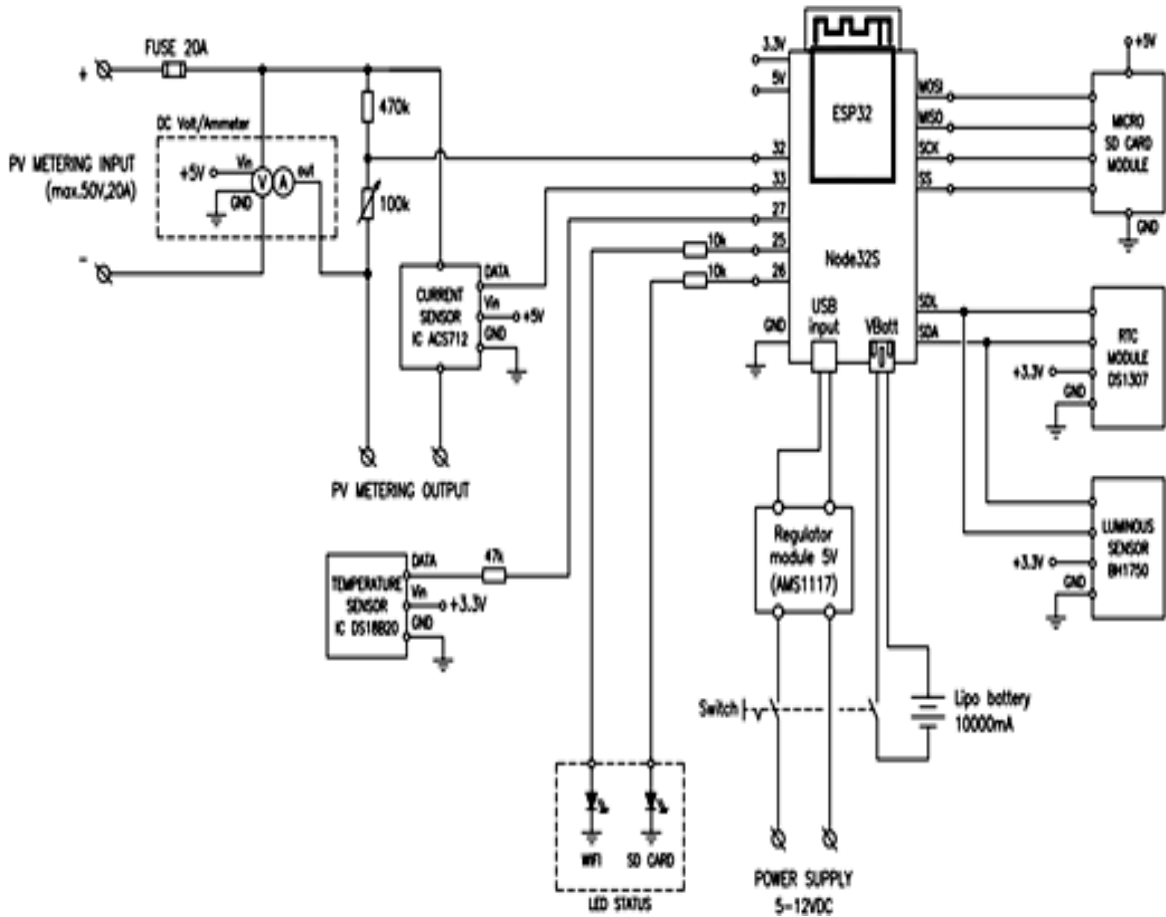 FUSE 20A
+
470k
DC Volt/Ammeter
Vin
+5V
V
A
out
GND
PV METERING INPUT
(max.50V,20A)
100k
-
CURRENT
SENSOR
IC ACS712
DATA
Vin
+5V
GND
PV METERING OUTPUT
TEMPERATURE
SENSOR
IC DS18B20
DATA
47k
Vin
+3.3V
GND
3.3V
5V
32
33
27
25
26
10k
10k
GND
ESP32
Node32S
USB
input
VBatt
MOSI
MISO
SCK
SS
SDL
SDA
+5V
MICRO
SD CARD
MODULE
GND
RTC
MODULE
DS1307
+3.3V
GND
LUMINOUS
SENSOR
BH1750
+3.3V
GND
Regulator
module 5V
(AMS1117)
Switch
Lipo battery
10000mA
WIFI
SD CARD
LED STATUS
POWER SUPPLY
5-12VDC